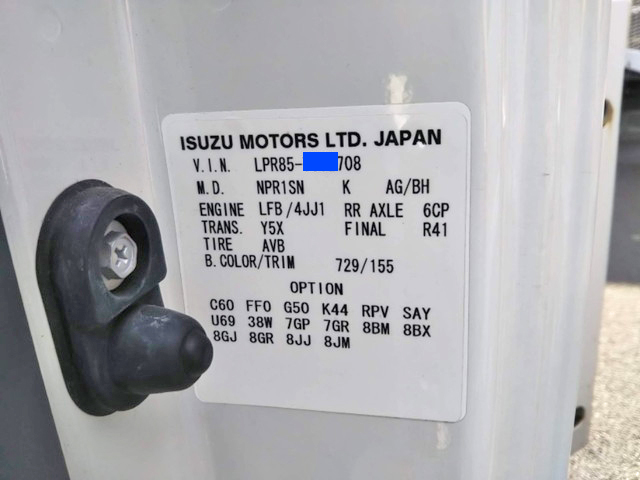 ISUZU MOTORS LTD. JAPAN
V.I.N. LPR85- 708
M.D. NPR1SN K AG/BH
ENGINE LFB/4JJ1 RR AXLE 6CP
TRANS. Y5X FINAL R41
TIRE AVB
B.COLOR/TRIM 729/155
OPTION
C60 FF0 G50 K44 RPV SAY
U69 38W 7GP 7GR 8BM 8BX
8GJ 8GR 8JJ 8JM